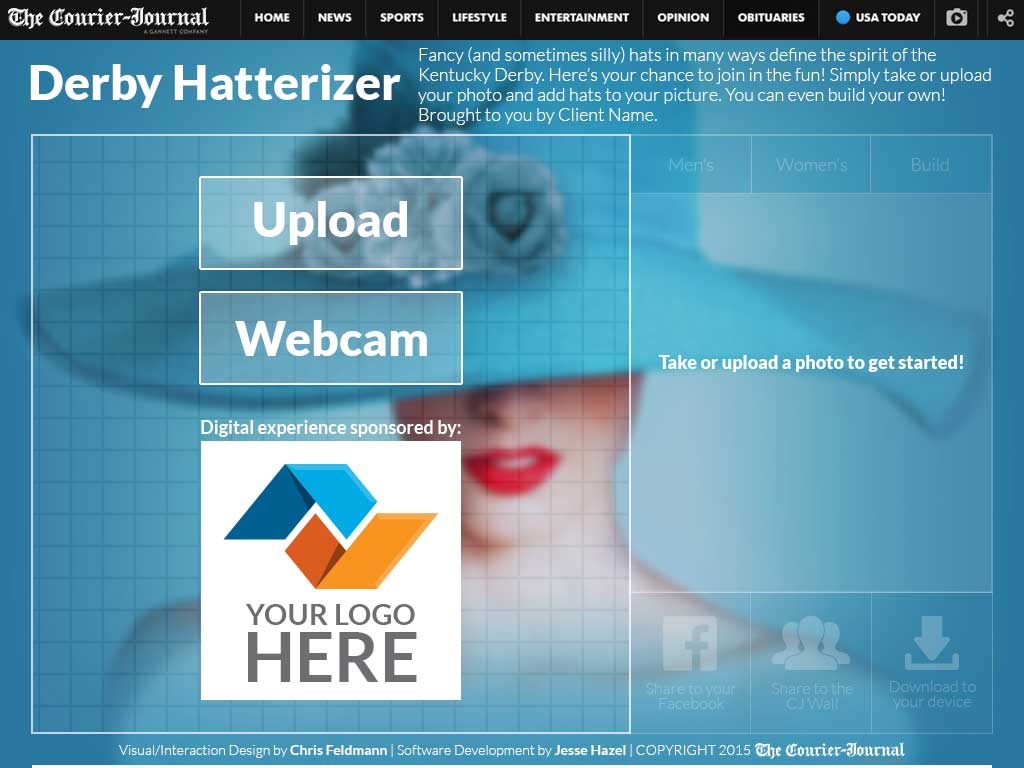 The Courier-Journal
A GANNETT COMPANY
HOME NEWS SPORTS LIFESTYLE ENTERTAINMENT OPINION OBITUARIES USA TODAY
Derby Hatterizer
Fancy (and sometimes silly) hats in many ways define the spirit of the
Kentucky Derby. Here's your chance to join in the fun! Simply take or upload
your photo and add hats to your picture. You can even build your own!
Brought to you by Client Name.
Men's Women's Build
Upload
Webcam
Take or upload a photo to get started!
Digital experience sponsored by:
YOUR LOGO
HERE
Share to your
Facebook
Share to the
CJ Wall
Download to
your device
Visual/Interaction Design by Chris Feldmann | Software Development by Jesse Hazel | COPYRIGHT 2015 The Courier-Journal